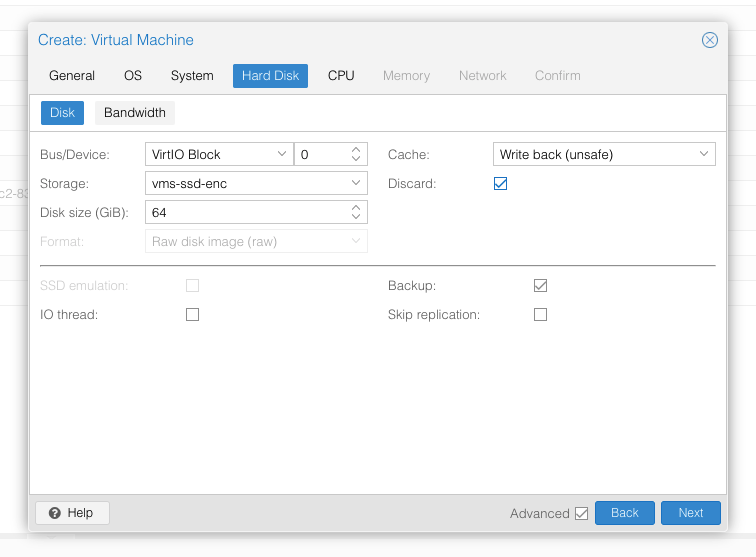 Create: Virtual Machine
General OS System Hard Disk CPU Memory Network Confirm
Disk Bandwidth
Bus/Device: VirtIO Block 0 Cache: Write back (unsafe)
Storage: vms-ssd-enc Discard:
Disk size (GiB): 64
Format: Raw disk image (raw)
SSD emulation: Backup:
IO thread: Skip replication:
Help Advanced Back Next